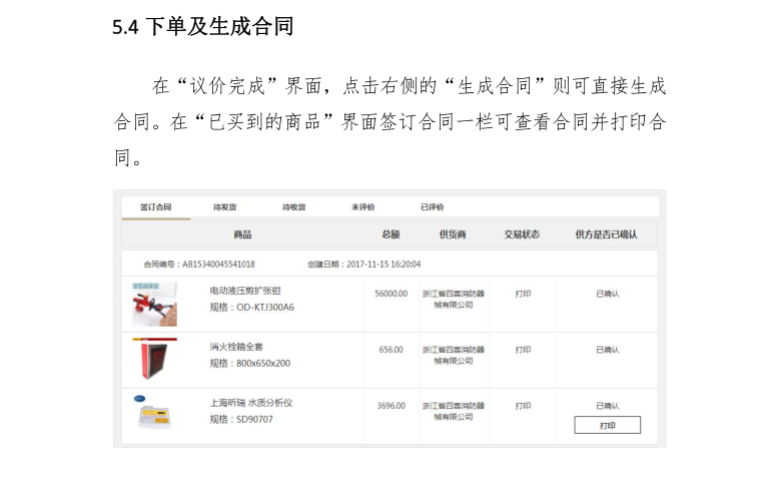 5.4 下单及生成合同
在“议价完成”界面，点击右侧的“生成合同”则可直接生成
合同。在“已买到的商品”界面签订合同一栏可查看合同并打印合
同。
签订合同 待发货 待收货 未评价 已评价
商品 总额 供货商 交易状态 供方是否已确认
合同编号：AB15340045541018 创建日期：2017-11-15 16:20:04
电动液压剪扩张钳 56000.00 浙江省四喜消防器 打印 已确认
规格：OD-KTJ300A6 械有限公司
消火栓箱全套 656.00 浙江省四喜消防器 打印 已确认
规格：800x650x200 械有限公司
上海昕瑞 水质分析仪 3696.00 浙江省四喜消防器 打印 已确认
规格：SD90707 械有限公司
打印